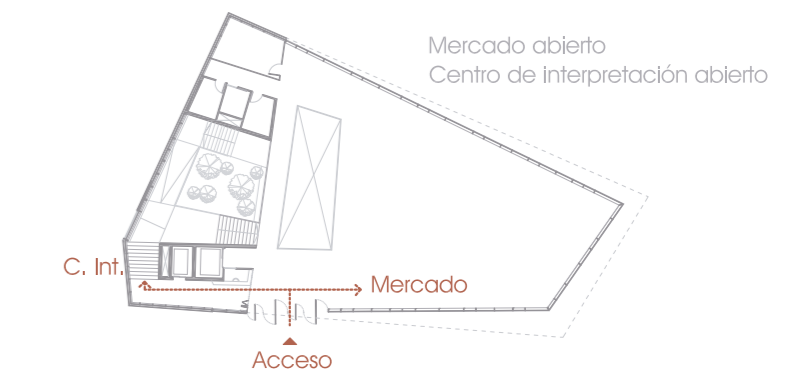 Mercado abierto
Centro de interpretación abierto
C. Int.
Mercado
Acceso